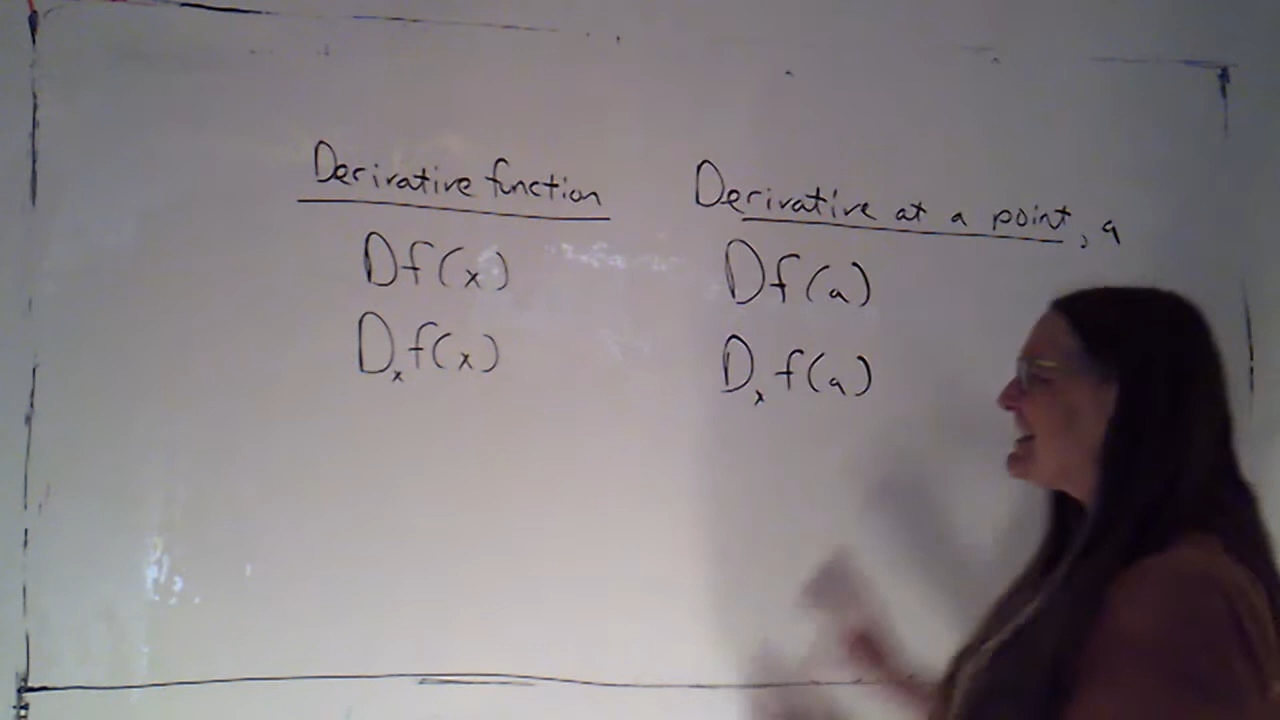 Derivative function
Df(x)
Dₓf(x)
Derivative at a point, a
Df(a)
Dₓf(a)